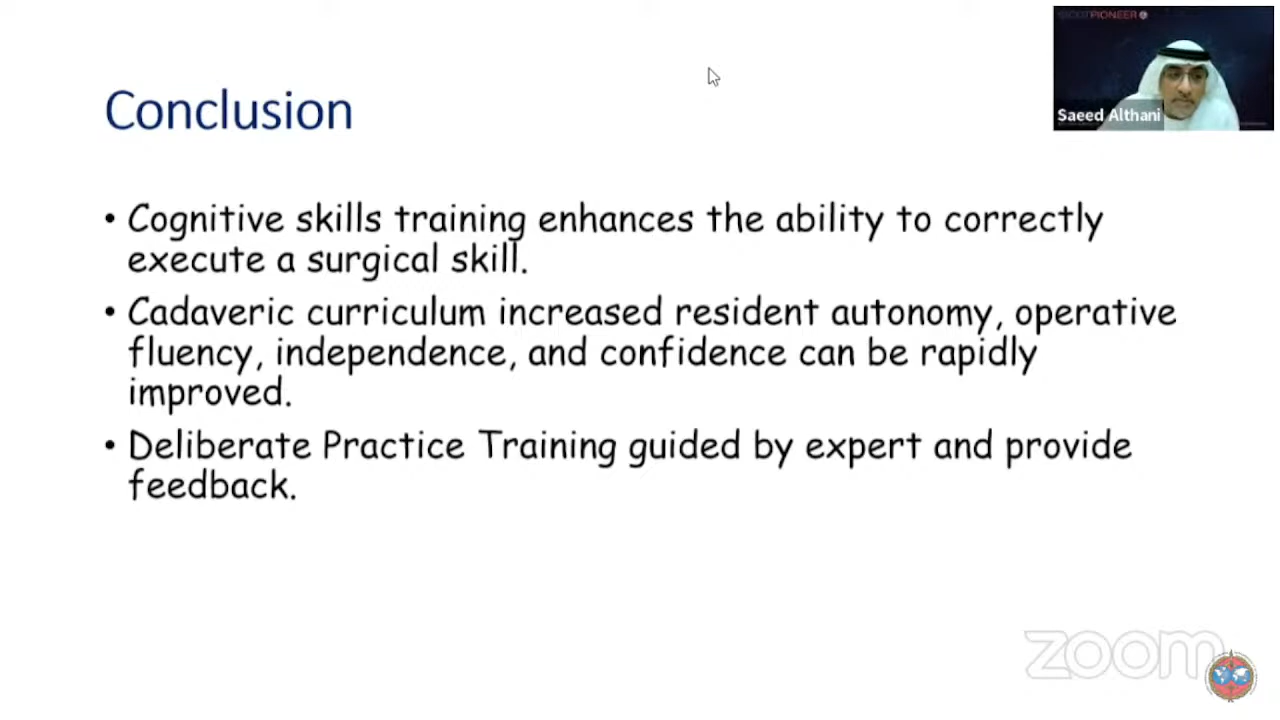 PIONEER
Saeed Althani
Conclusion
• Cognitive skills training enhances the ability to correctly
execute a surgical skill.
• Cadaveric curriculum increased resident autonomy, operative
fluency, independence, and confidence can be rapidly
improved.
• Deliberate Practice Training guided by expert and provide
feedback.
zoom